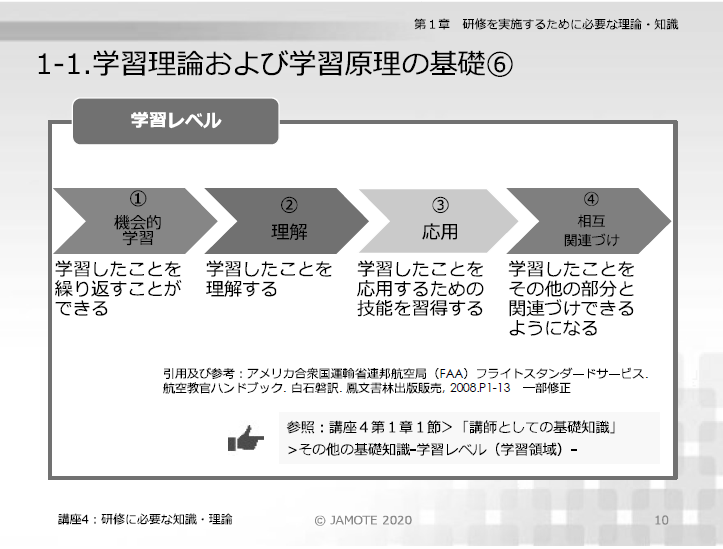 第１章　研修を実施するために必要な理論・知識
1-1.学習理論および学習原理の基礎⑥
学習レベル
①
機会的
学習
学習したことを
繰り返すことが
できる
②
理解
学習したことを
理解する
③
応用
学習したことを
応用するための
技能を習得する
④
相互
関連づけ
学習したことを
その他の部分と
関連づけできる
ようになる
引用及び参考：アメリカ合衆国運輸省連邦航空局（FAA）フライトスタンダードサービス.
航空教官ハンドブック. 白石磐訳. 鳳文書林出版販売, 2008.P1-13　一部修正
参照：講座４第１章１節＞「講師としての基礎知識」
＞その他の基礎知識–学習レベル（学習領域）–
講座4：研修に必要な知識・理論
© JAMOTE 2020
10